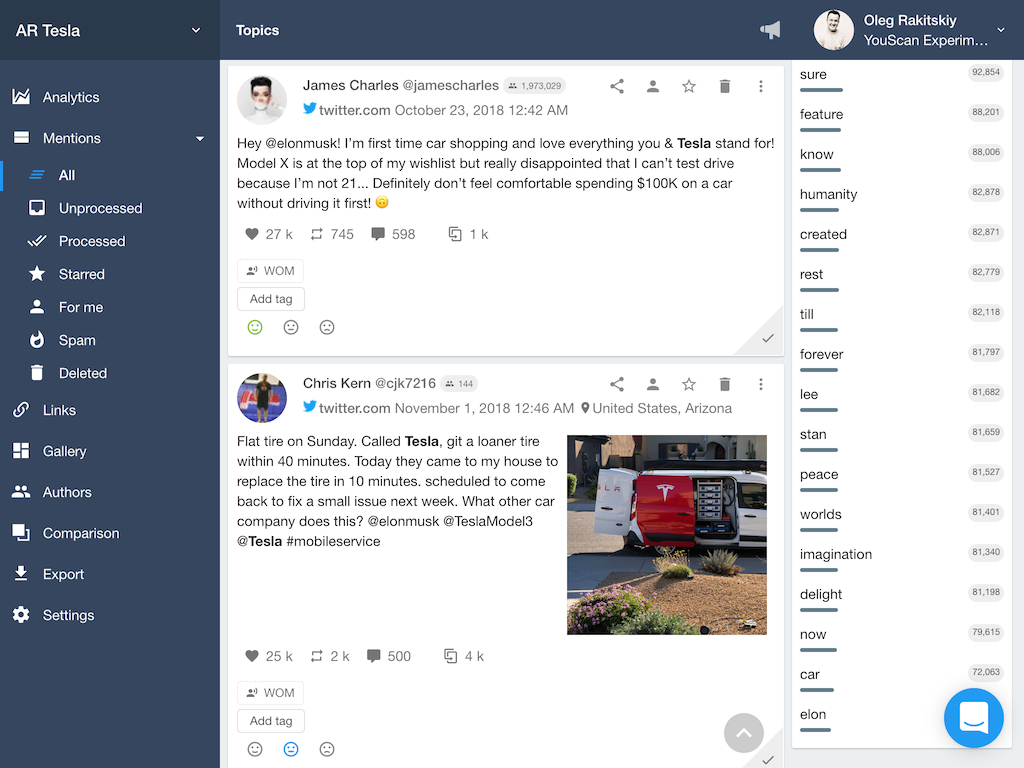 AR Tesla
Topics
Oleg Rakitskiy
YouScan Experim...
Analytics
Mentions
All
Unprocessed
Processed
Starred
For me
Spam
Deleted
Links
Gallery
Authors
Comparison
Export
Settings
James Charles @jamescharles 1,973,029
twitter.com October 23, 2018 12:42 AM
Hey @elonmusk! I'm first time car shopping and love everything you & Tesla stand for!
Model X is at the top of my wishlist but really disappointed that I can't test drive
because I'm not 21... Definitely don't feel comfortable spending $100K on a car
without driving it first! 🙃
27 k 745 598 1 k
WOM
Add tag
Chris Kern @cjk7216 144
twitter.com November 1, 2018 12:46 AM United States, Arizona
Flat tire on Sunday. Called Tesla, git a loaner tire
within 40 minutes. Today they came to my house to
replace the tire in 10 minutes. scheduled to come
back to fix a small issue next week. What other car
company does this? @elonmusk @TeslaModel3
@Tesla #mobileservice
25 k 2 k 500 4 k
WOM
Add tag
sure 92,854
feature 88,201
know 88,006
humanity 82,878
created 82,871
rest 82,779
till 82,118
forever 81,797
lee 81,682
stan 81,659
peace 81,527
worlds 81,401
imagination 81,340
delight 81,198
now 79,615
car 72,063
elon